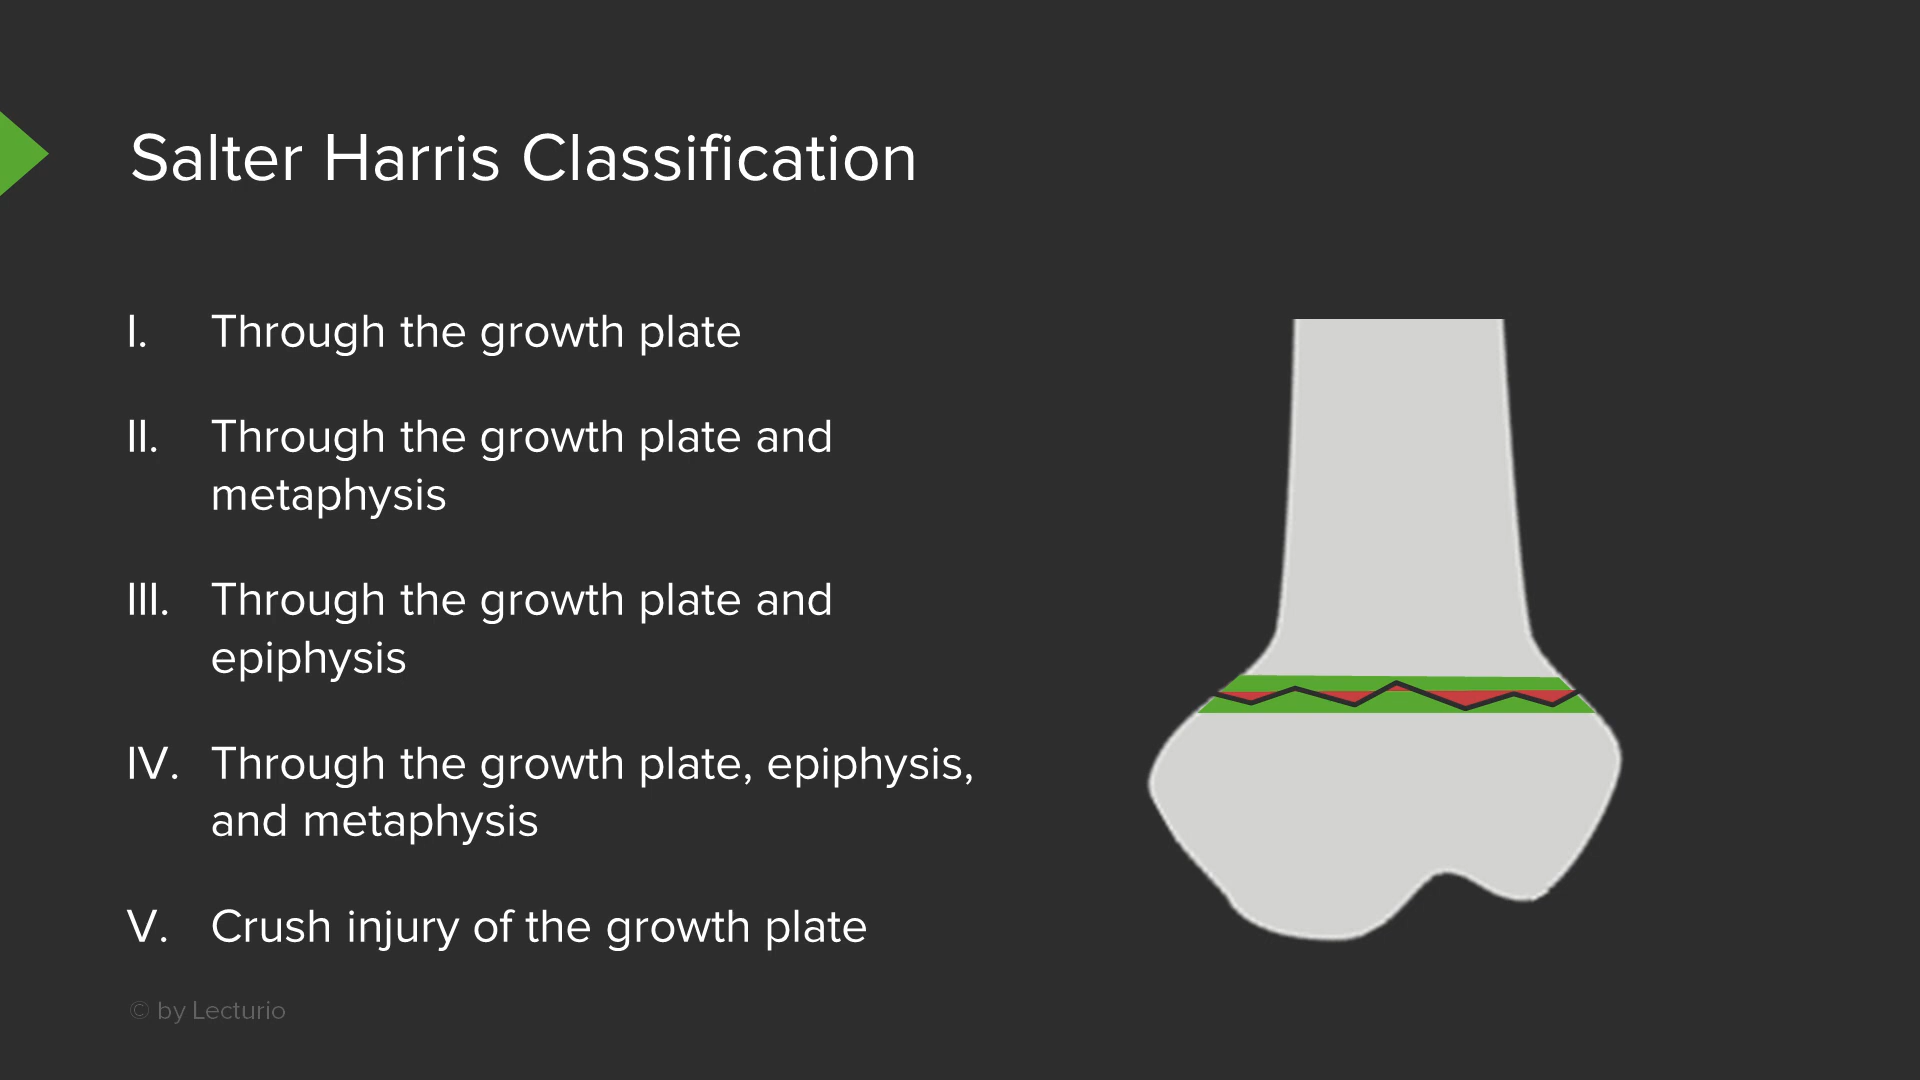 Salter Harris Classification
I. Through the growth plate
II. Through the growth plate and
metaphysis
III. Through the growth plate and
epiphysis
IV. Through the growth plate, epiphysis,
and metaphysis
V. Crush injury of the growth plate
© by Lecturio